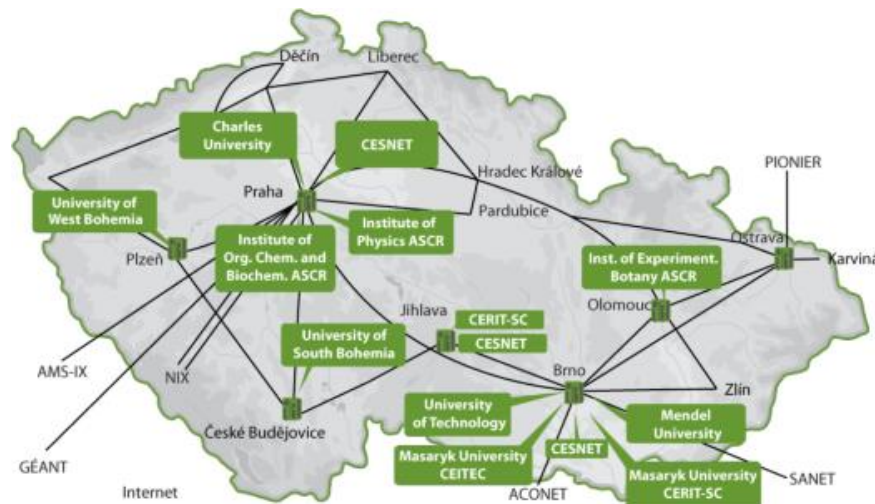 Děčín
Liberec
Charles
University
CESNET
Hradec Králové
PIONIER
Praha
University of
West Bohemia
Pardubice
Institute of
Physics ASCR
Institute of
Org. Chem. and
Biochem. ASCR
Ostrava
Karviná
Plzeň
Inst. of Experiment.
Botany ASCR
Olomouc
Jihlava
CERIT-SC
CESNET
University of
South Bohemia
AMS-IX
NIX
Brno
Zlín
University
of Technology
Mendel
University
České Budějovice
CESNET
Masaryk University
CEITEC
Masaryk University
CERIT-SC
GÉANT
SANET
Internet
ACONET